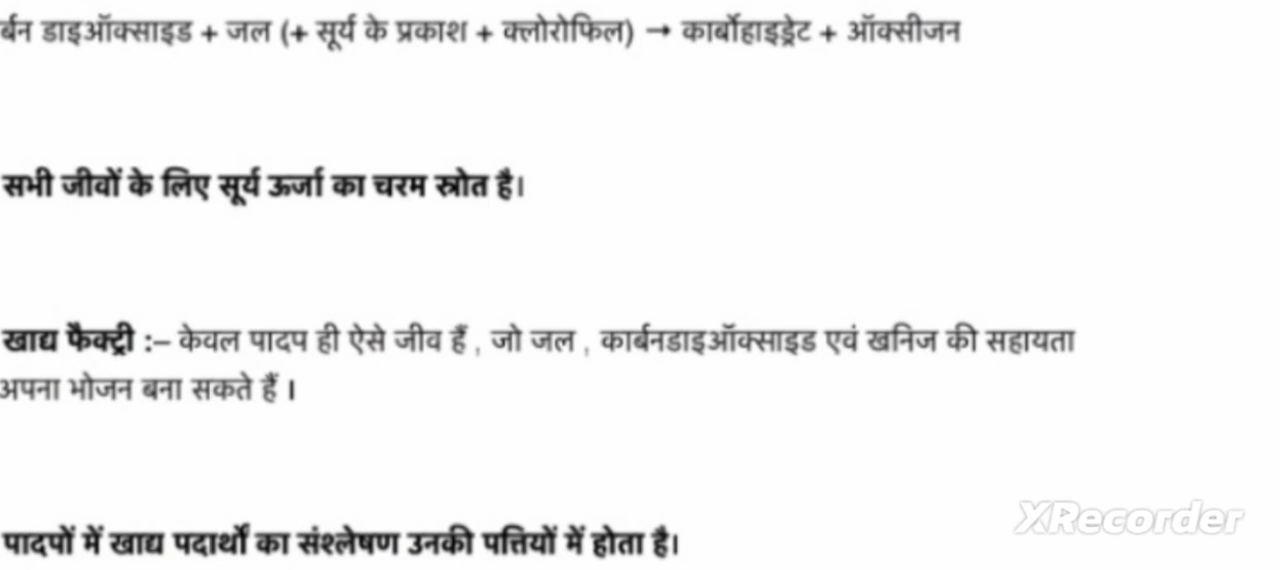 र्बन डाइऑक्साइड + जल (+ सूर्य के प्रकाश + क्लोरोफिल) → कार्बोहाइड्रेट + ऑक्सीजन
सभी जीवों के लिए सूर्य ऊर्जा का चरम स्रोत है।
खाद्य फैक्ट्री :– केवल पादप ही ऐसे जीव हैं , जो जल , कार्बनडाइऑक्साइड एवं खनिज की सहायता
अपना भोजन बना सकते हैं ।
XRecorder
पादपों में खाद्य पदार्थों का संश्लेषण उनकी पत्तियों में होता है।